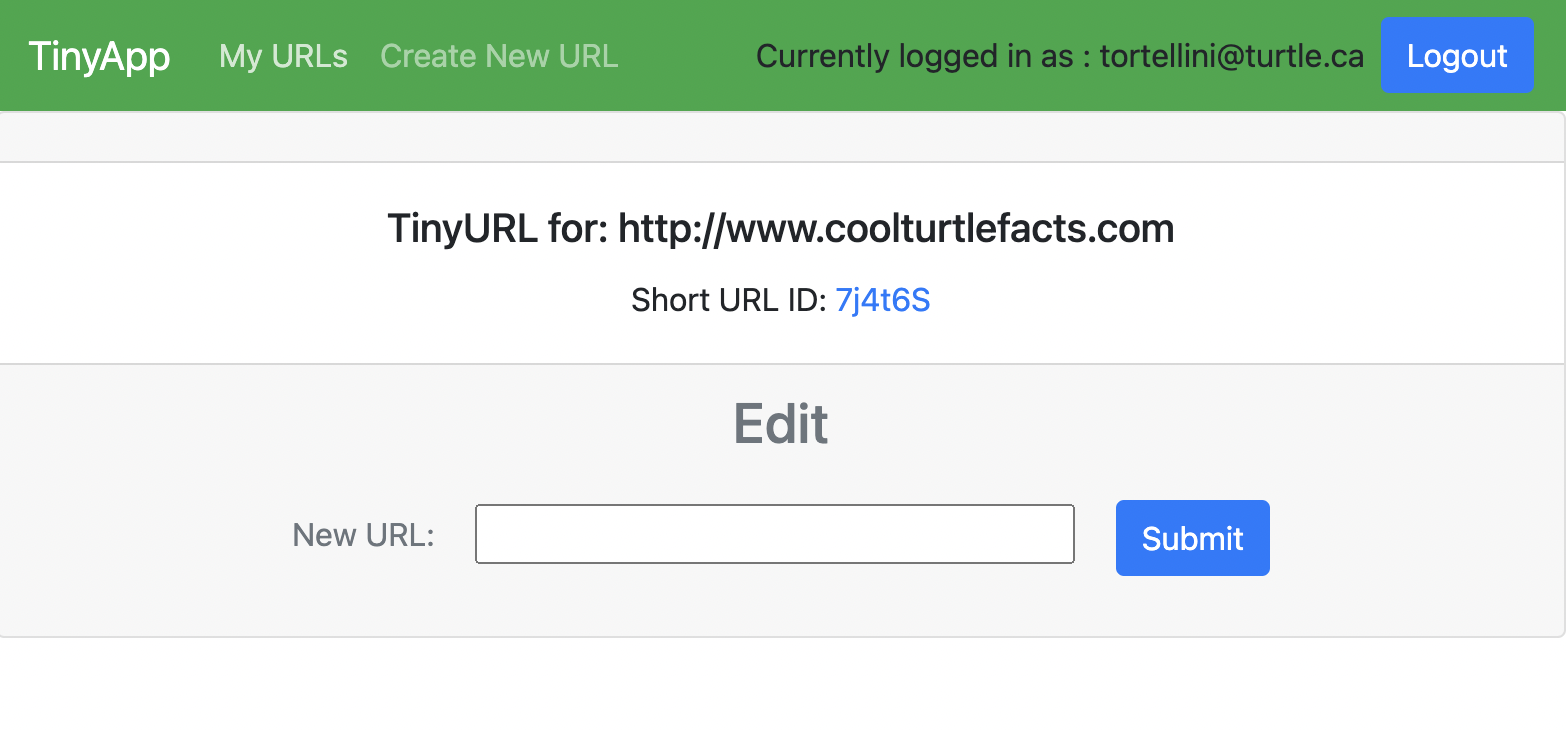 TinyApp My URLs Create New URL Currently logged in as : tortellini@turtle.ca Logout
TinyURL for: http://www.coolturtlefacts.com
Short URL ID: 7j4t6S
Edit
New URL: Submit